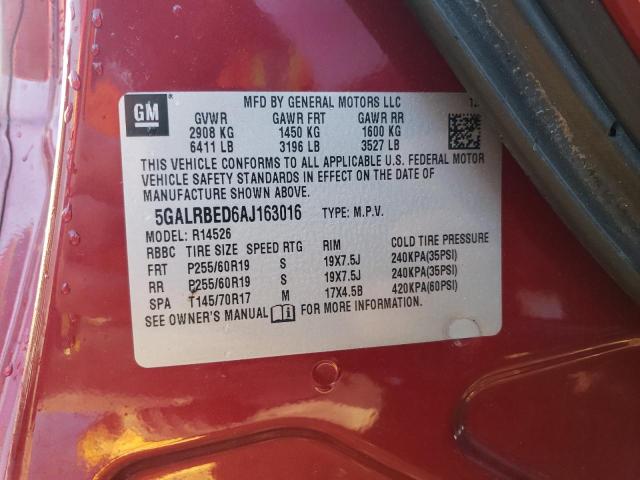 GM
MFD BY GENERAL MOTORS LLC
GVWR GAWR FRT GAWR RR
2908 KG 1450 KG 1600 KG
6411 LB 3196 LB 3527 LB
THIS VEHICLE CONFORMS TO ALL APPLICABLE U.S. FEDERAL MOTOR
VEHICLE SAFETY STANDARDS IN EFFECT ON THE DATE OF
MANUFACTURE SHOWN ABOVE.
5GALRBED6AJ163016 TYPE: M.P.V.
MODEL: R14526
RBBC TIRE SIZE SPEED RTG RIM COLD TIRE PRESSURE
FRT P255/60R19 S 19X7.5J 240KPA(35PSI)
RR P255/60R19 S 19X7.5J 240KPA(35PSI)
SPA T145/70R17 M 17X4.5B 420KPA(60PSI)
SEE OWNER'S MANUAL FOR MORE INFORMATION.